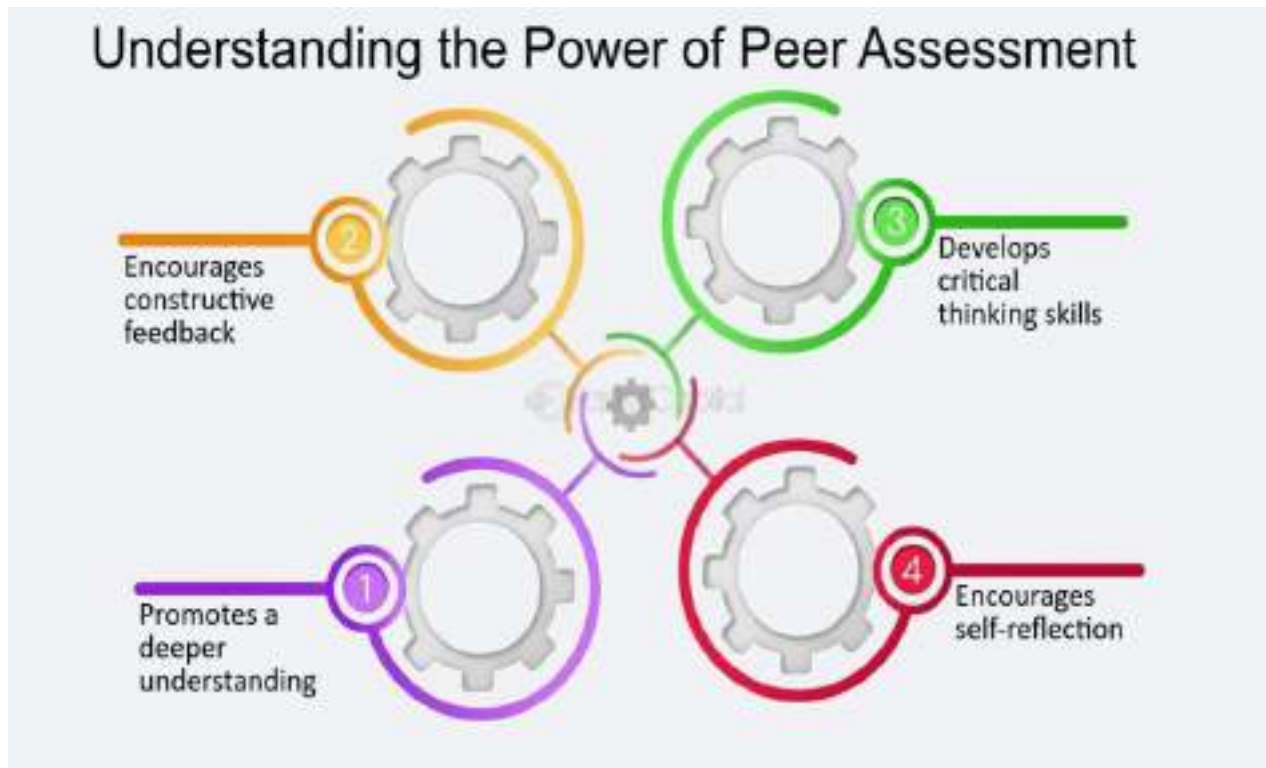 Understanding the Power of Peer Assessment
2
Encourages
constructive
feedback
3
Develops
critical
thinking skills
1
Promotes a
deeper
understanding
4
Encourages
self-reflection